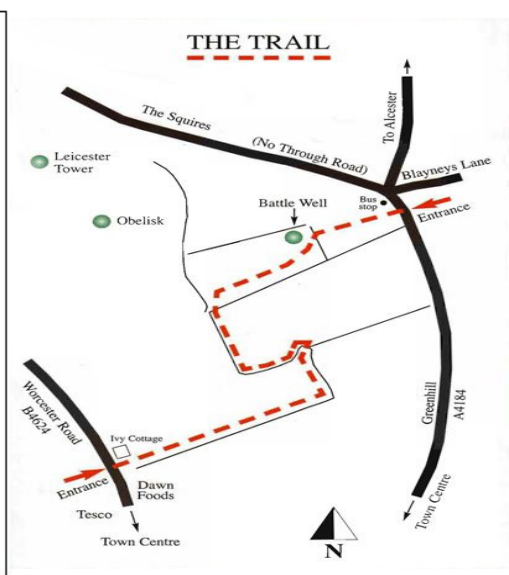 THE TRAIL
The Squires
(No Through Road)
To Alcester
Blayneys Lane
Leicester
Tower
Obelisk
Battle Well
Bus
stop
Entrance
Greenhill
A4184
Town Centre
Worcester Road
B4624
Ivy Cottage
Entrance
Dawn
Foods
Tesco
Town Centre
N